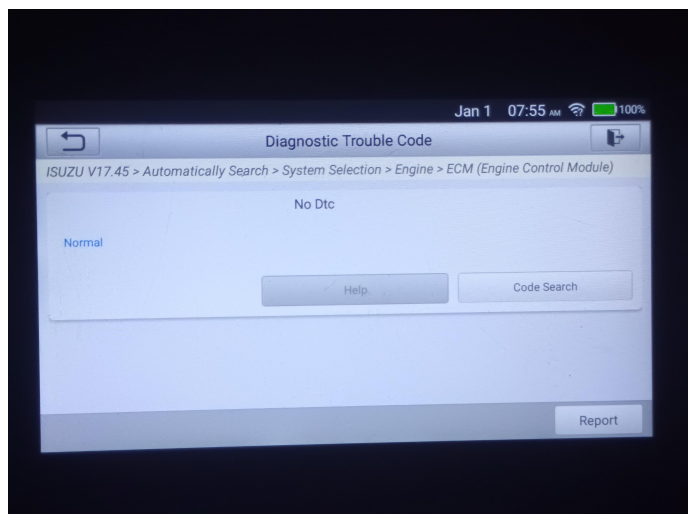 Jan 1 07:55 AM 100%
Diagnostic Trouble Code
ISUZU V17.45 > Automatically Search > System Selection > Engine > ECM (Engine Control Module)
No Dtc
Normal
Help Code Search
Report